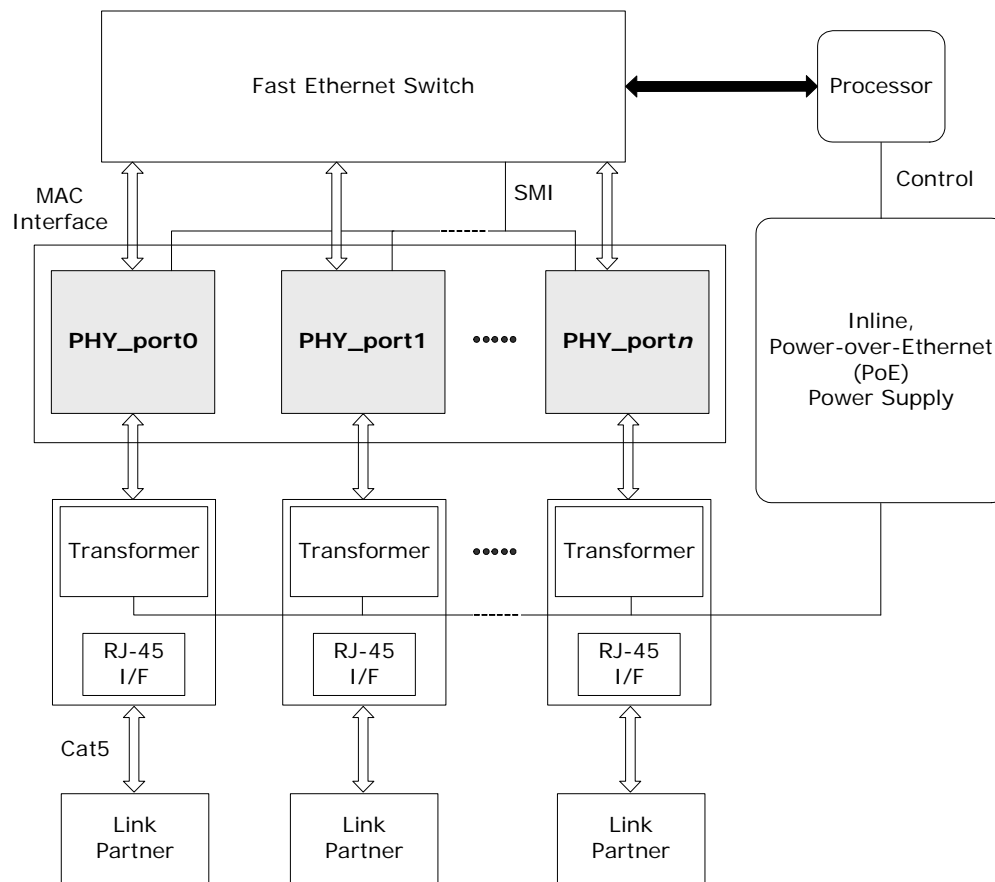 Fast Ethernet Switch
Processor
MAC
Interface
SMI
Control
PHY_port0
PHY_port1
PHY_portn
Inline,
Power-over-Ethernet
(PoE)
Power Supply
Transformer
Transformer
Transformer
RJ-45
I/F
RJ-45
I/F
RJ-45
I/F
Cat5
Link
Partner
Link
Partner
Link
Partner